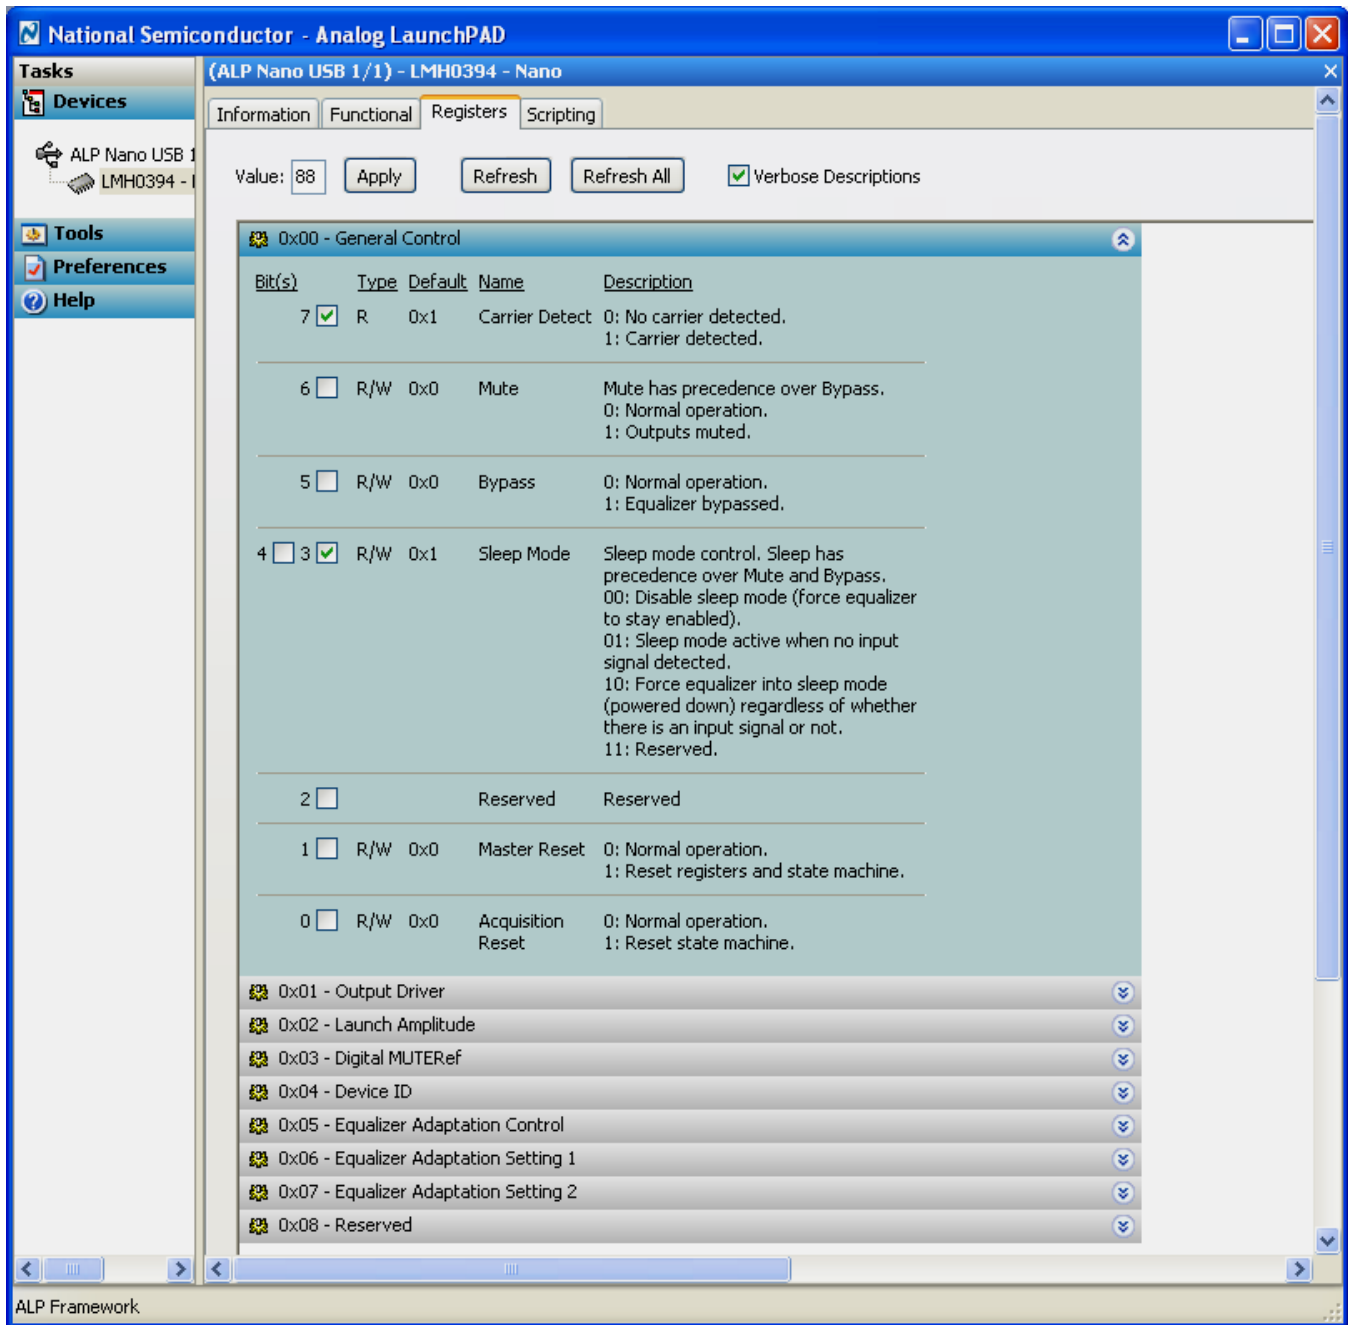 National Semiconductor - Analog LaunchPAD
Tasks
(ALP Nano USB 1/1) - LMH0394 - Nano
Devices
Information Functional Registers Scripting
ALP Nano USB 1
LMH0394 -
Value: 88 Apply Refresh Refresh All Verbose Descriptions
Tools
Preferences
Help
0x00 - General Control
Bit(s) Type Default Name Description
7 R 0x1 Carrier Detect 0: No carrier detected.
1: Carrier detected.
6 R/W 0x0 Mute Mute has precedence over Bypass.
0: Normal operation.
1: Outputs muted.
5 R/W 0x0 Bypass 0: Normal operation.
1: Equalizer bypassed.
4 3 R/W 0x1 Sleep Mode Sleep mode control. Sleep has
precedence over Mute and Bypass.
00: Disable sleep mode (force equalizer
to stay enabled).
01: Sleep mode active when no input
signal detected.
10: Force equalizer into sleep mode
(powered down) regardless of whether
there is an input signal or not.
11: Reserved.
2 Reserved Reserved
1 R/W 0x0 Master Reset 0: Normal operation.
1: Reset registers and state machine.
0 R/W 0x0 Acquisition 0: Normal operation.
Reset 1: Reset state machine.
0x01 - Output Driver
0x02 - Launch Amplitude
0x03 - Digital MUTERef
0x04 - Device ID
0x05 - Equalizer Adaptation Control
0x06 - Equalizer Adaptation Setting 1
0x07 - Equalizer Adaptation Setting 2
0x08 - Reserved
ALP Framework